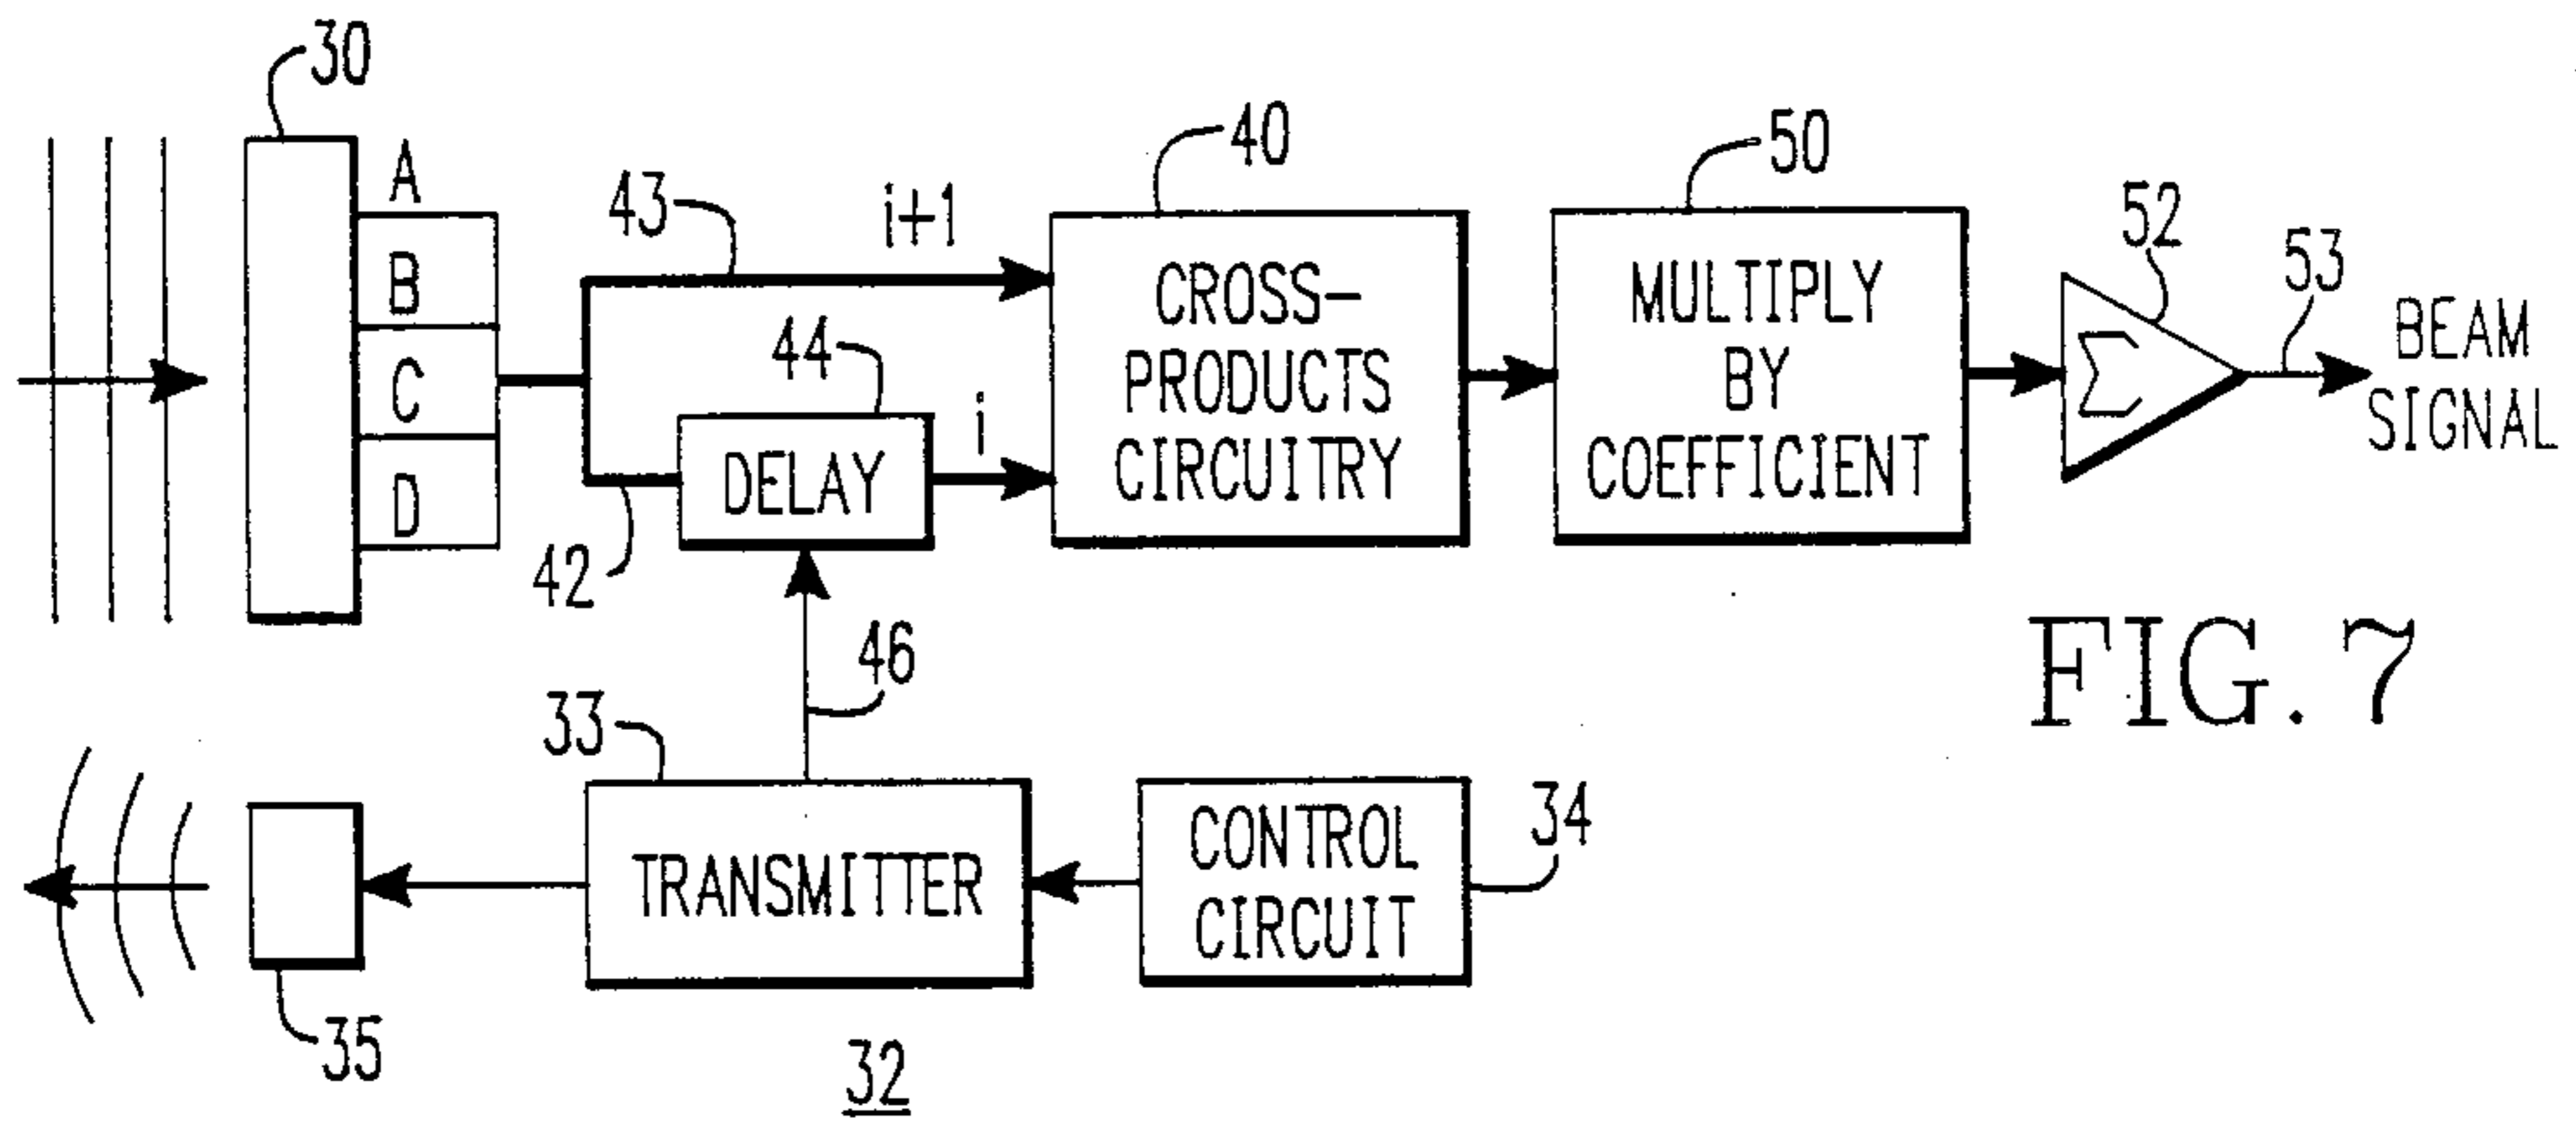 30
A
B
C
D
43
i+1
44
DELAY
i
42
46
40
CROSS-
PRODUCTS
CIRCUITRY
50
MULTIPLY
BY
COEFFICIENT
52
Σ
53
BEAM
SIGNAL
FIG. 7
33
TRANSMITTER
CONTROL
CIRCUIT
34
35
32